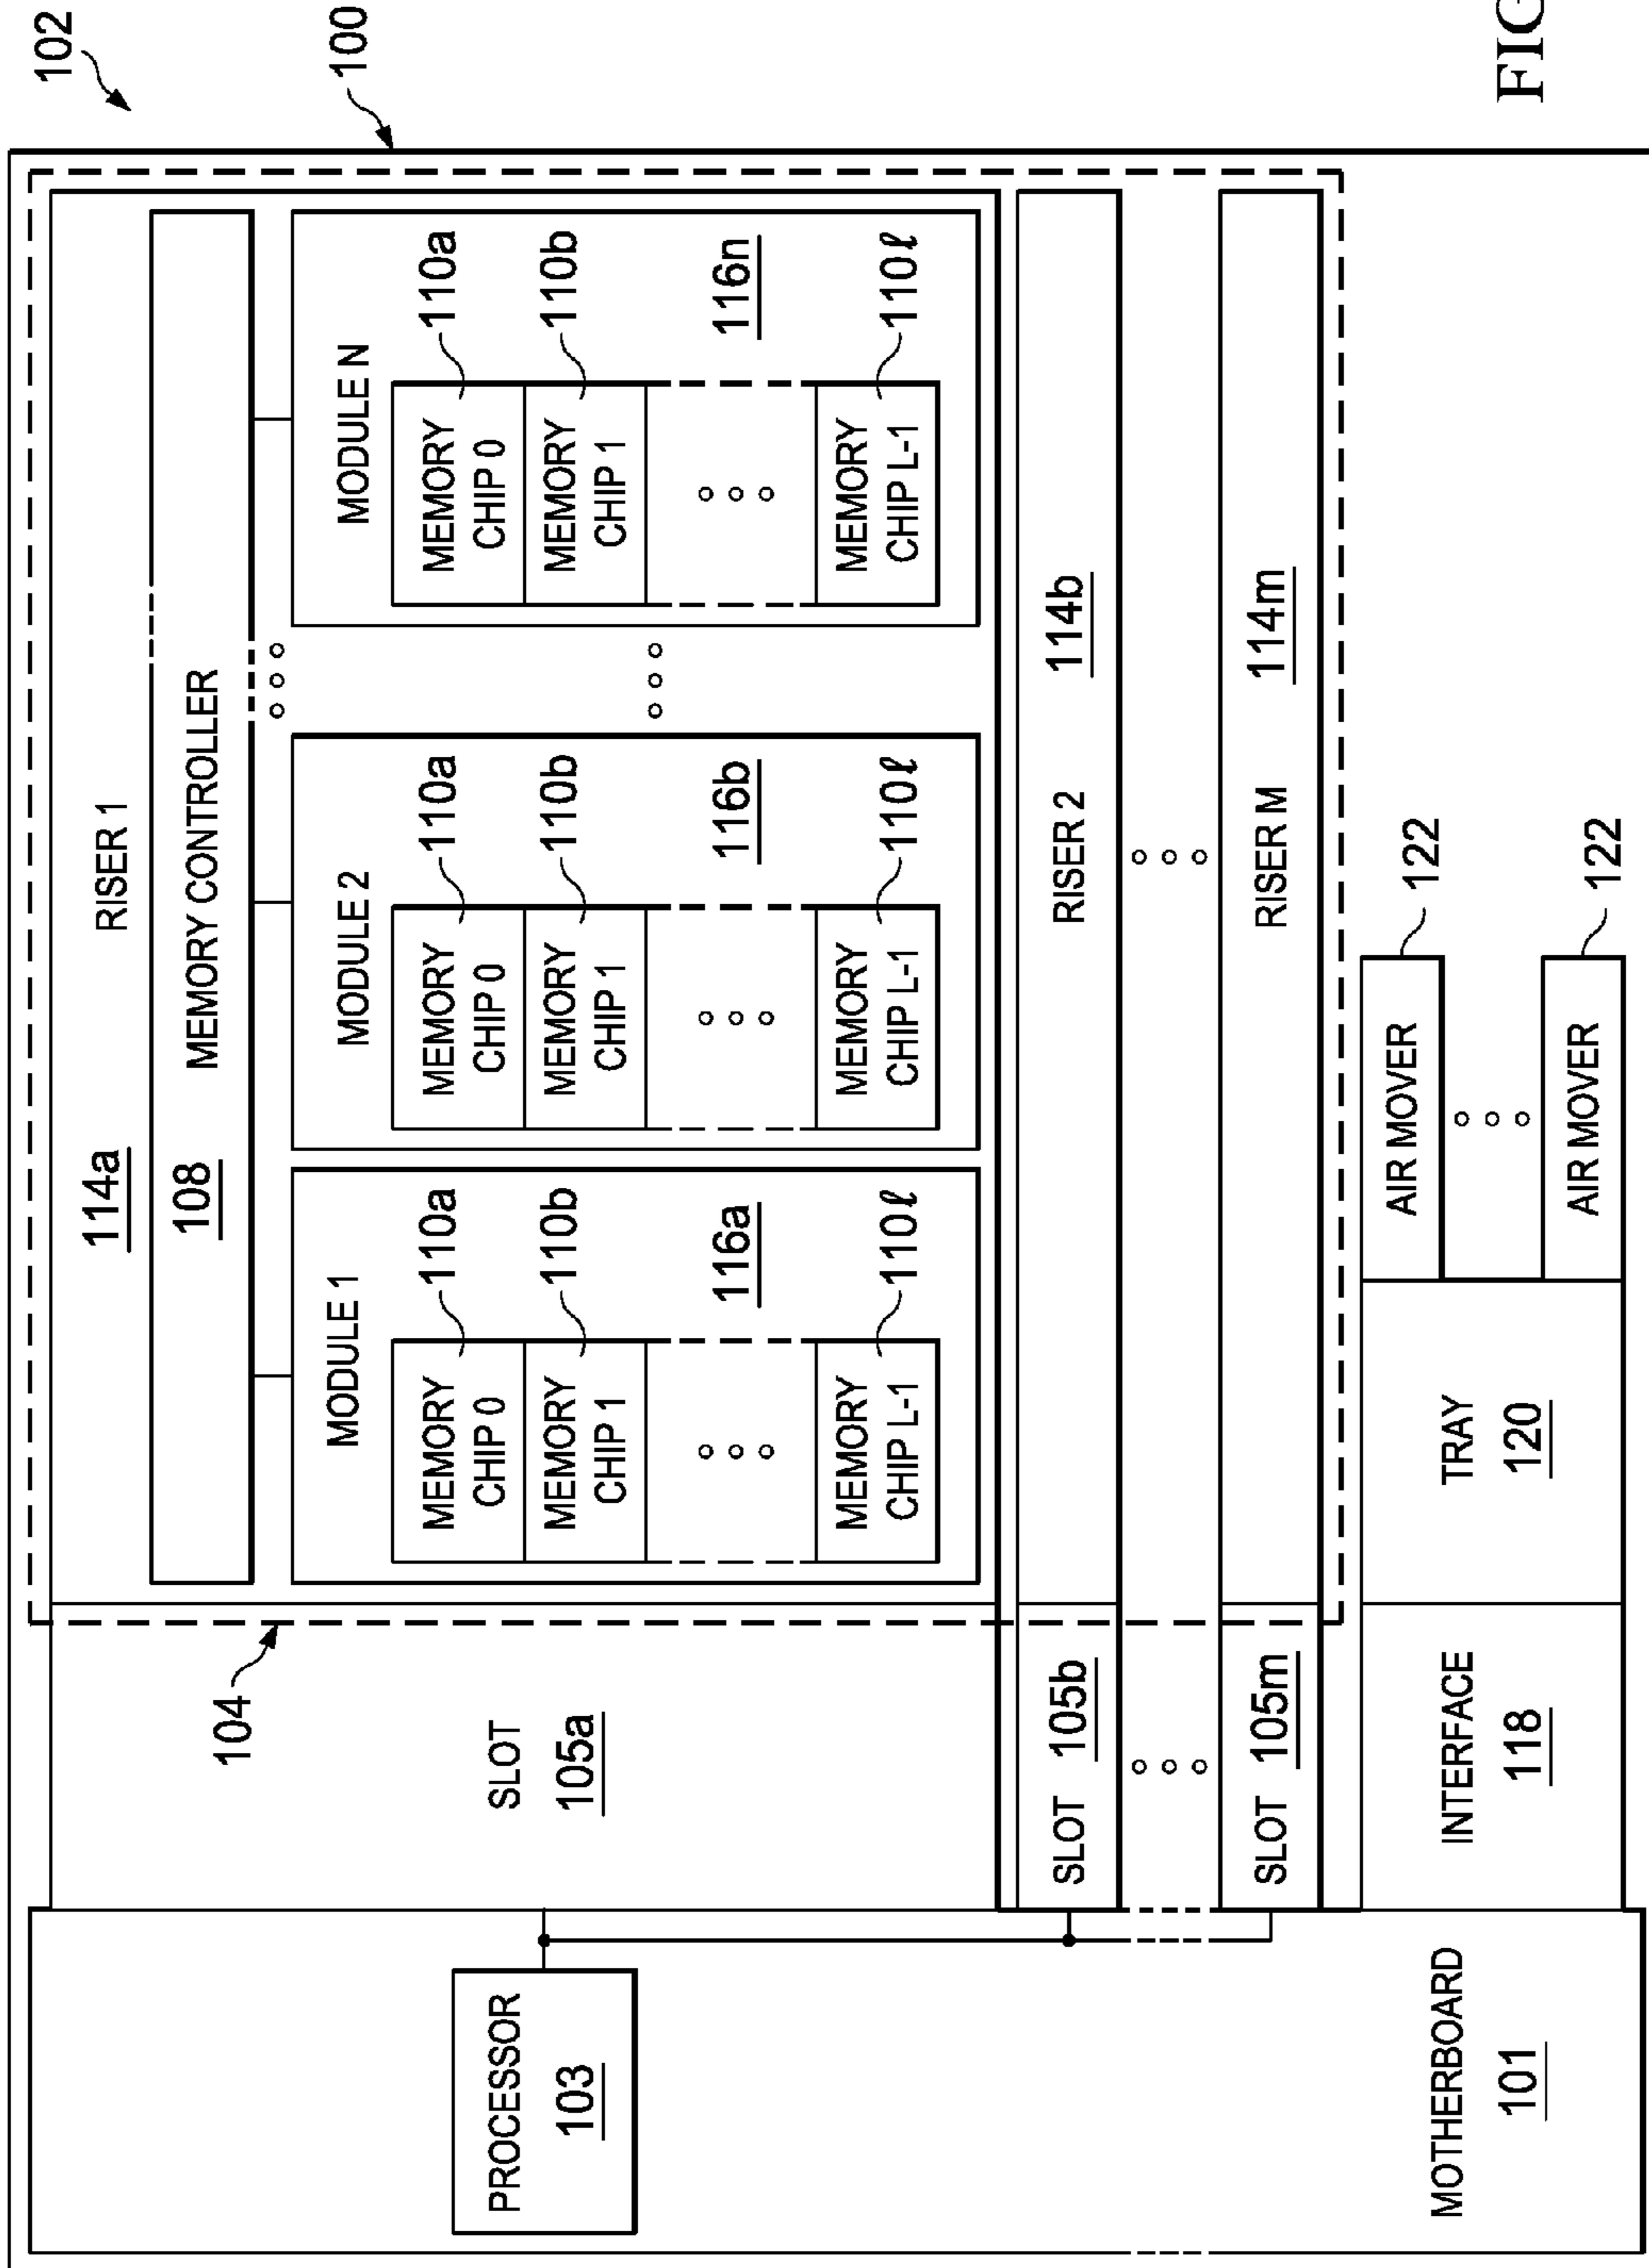 102
100
RISER 1
114a
MEMORY CONTROLLER
108
MODULE 1
MEMORY
CHIP 0
110a
MEMORY
CHIP 1
110b
116a
MEMORY
CHIP L-1
110ℓ
MODULE 2
MEMORY
CHIP 0
110a
MEMORY
CHIP 1
110b
116b
MEMORY
CHIP L-1
110ℓ
MODULE N
MEMORY
CHIP 0
110a
MEMORY
CHIP 1
110b
116n
MEMORY
CHIP L-1
110ℓ
104
SLOT
105a
PROCESSOR
103
SLOT 105b
RISER 2
114b
SLOT 105m
RISER M
114m
MOTHERBOARD
101
INTERFACE
118
TRAY
120
AIR MOVER
122
AIR MOVER
122